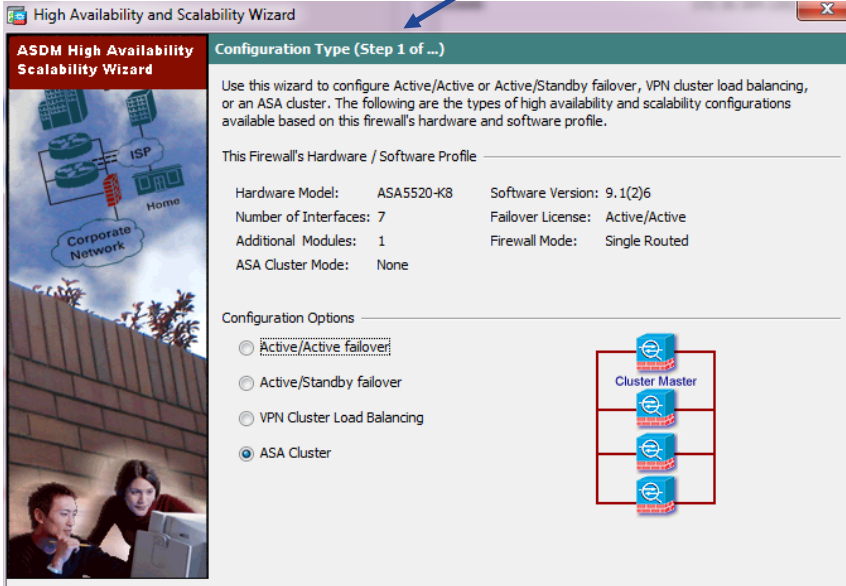 High Availability and Scalability Wizard
ASDM High Availability
Scalability Wizard
ISP
Home
Corporate
Network
Configuration Type (Step 1 of ...)
Use this wizard to configure Active/Active or Active/Standby failover, VPN cluster load balancing,
or an ASA cluster. The following are the types of high availability and scalability configurations
available based on this firewall's hardware and software profile.
This Firewall's Hardware / Software Profile
Hardware Model: ASA5520-K8 Software Version: 9.1(2)6
Number of Interfaces: 7 Failover License: Active/Active
Additional Modules: 1 Firewall Mode: Single Routed
ASA Cluster Mode: None
Configuration Options
Active/Active failover
Active/Standby failover
VPN Cluster Load Balancing
ASA Cluster
Cluster Master